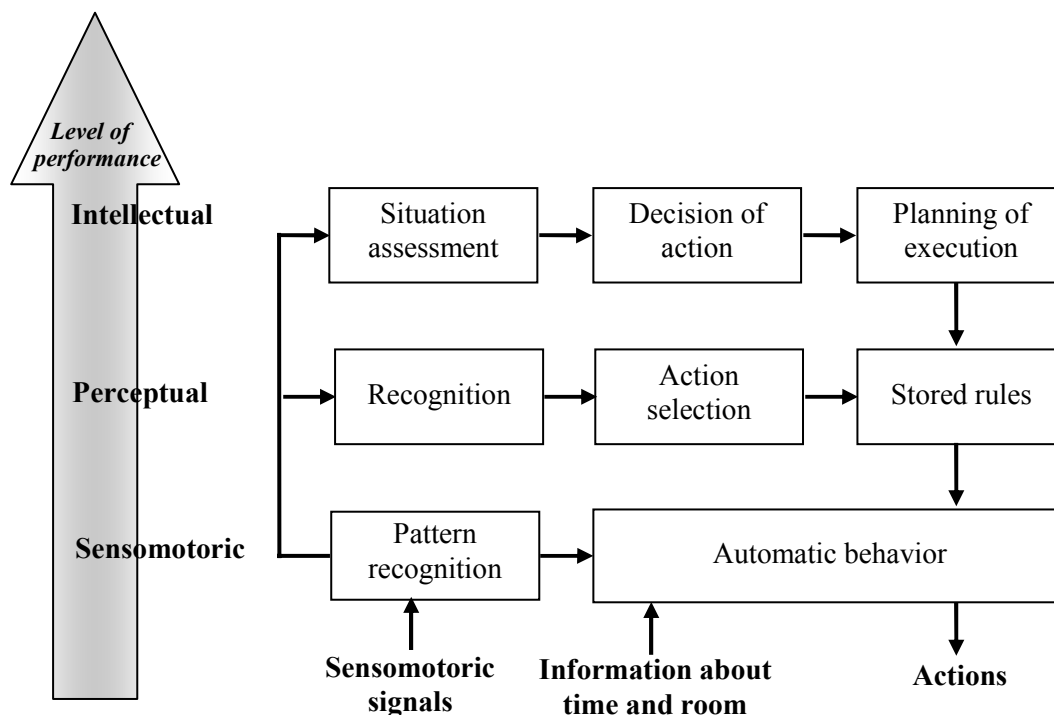 Level of
performance
Intellectual
Situation
assessment
Decision of
action
Planning of
execution
Perceptual
Recognition
Action
selection
Stored rules
Sensomotoric
Pattern
recognition
Automatic behavior
Sensomotoric
signals
Information about
time and room
Actions